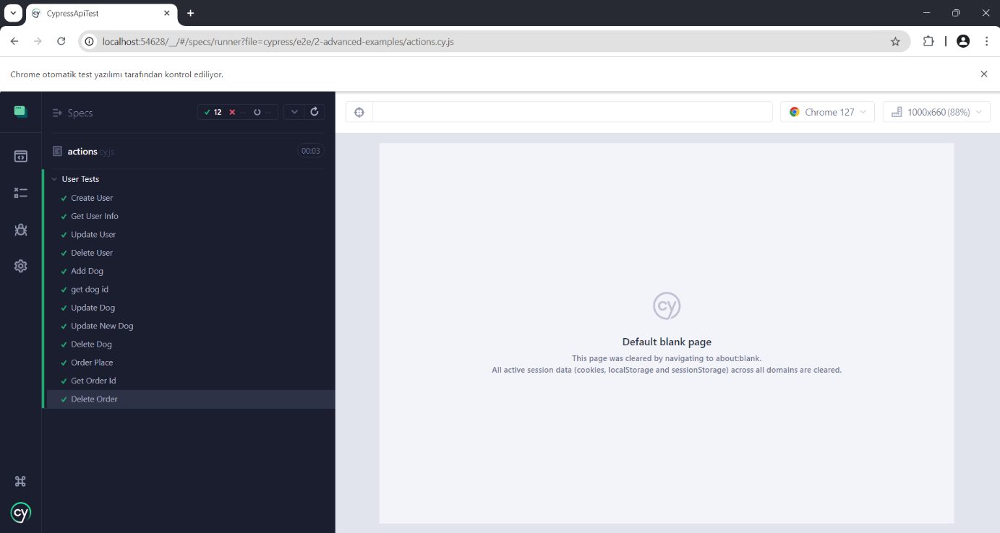 CypressApiTest
localhost:54628/__/#/specs/runner?file=cypress/e2e/2-advanced-examples/actions.cy.js
Chrome otomatik test yazılımı tarafından kontrol ediliyor.
Specs
12 -- --
Chrome 127
1000x660 (88%)
actions.cy.js
00:03
User Tests
Create User
Get User Info
Update User
Delete User
Add Dog
get dog id
Update Dog
Update New Dog
Delete Dog
Order Place
Get Order Id
Delete Order
cy
Default blank page
This page was cleared by navigating to about:blank.
All active session data (cookies, localStorage and sessionStorage) across all domains are cleared.
cy